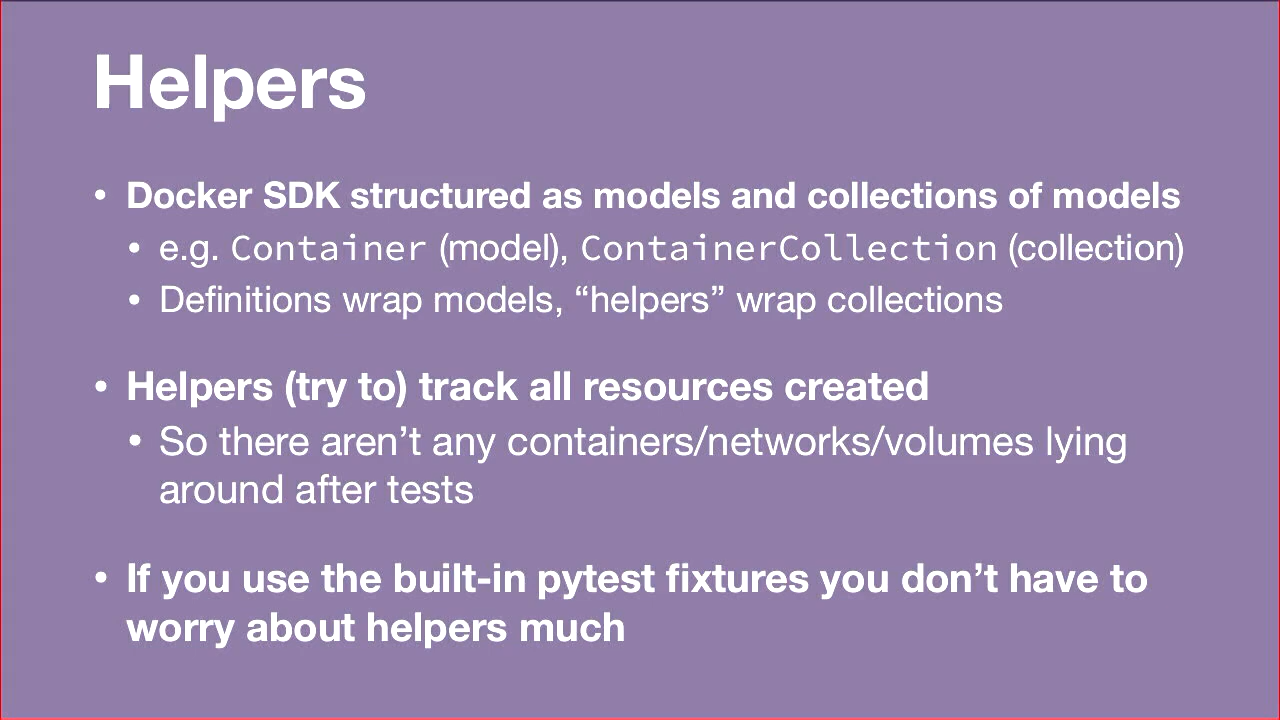 Helpers
• Docker SDK structured as models and collections of models
• e.g. Container (model), ContainerCollection (collection)
• Definitions wrap models, “helpers” wrap collections
• Helpers (try to) track all resources created
• So there aren’t any containers/networks/volumes lying
around after tests
• If you use the built-in pytest fixtures you don’t have to
worry about helpers much